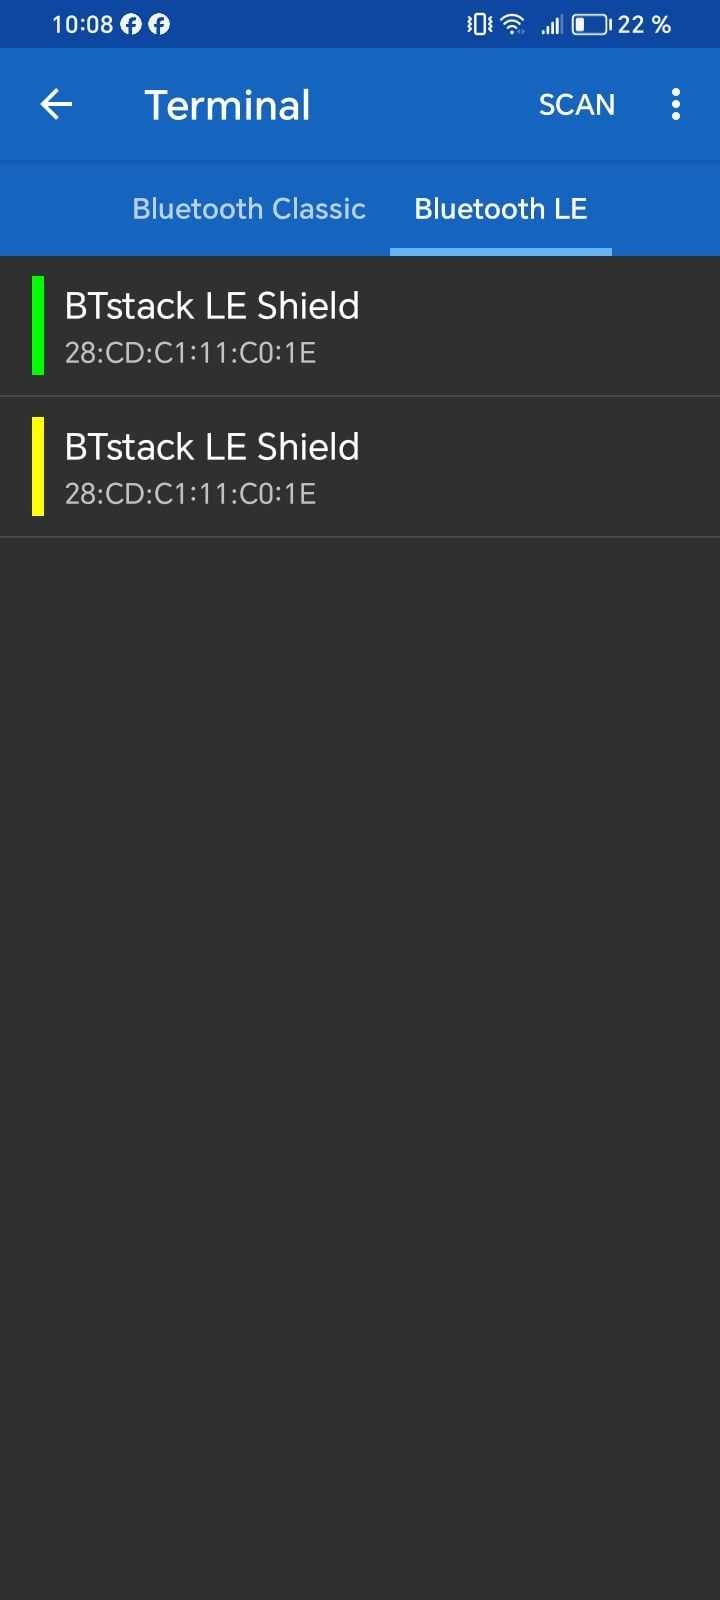 10:08 22 %
Terminal SCAN
Bluetooth Classic Bluetooth LE
BTstack LE Shield
28:CD:C1:11:C0:1E
BTstack LE Shield
28:CD:C1:11:C0:1E